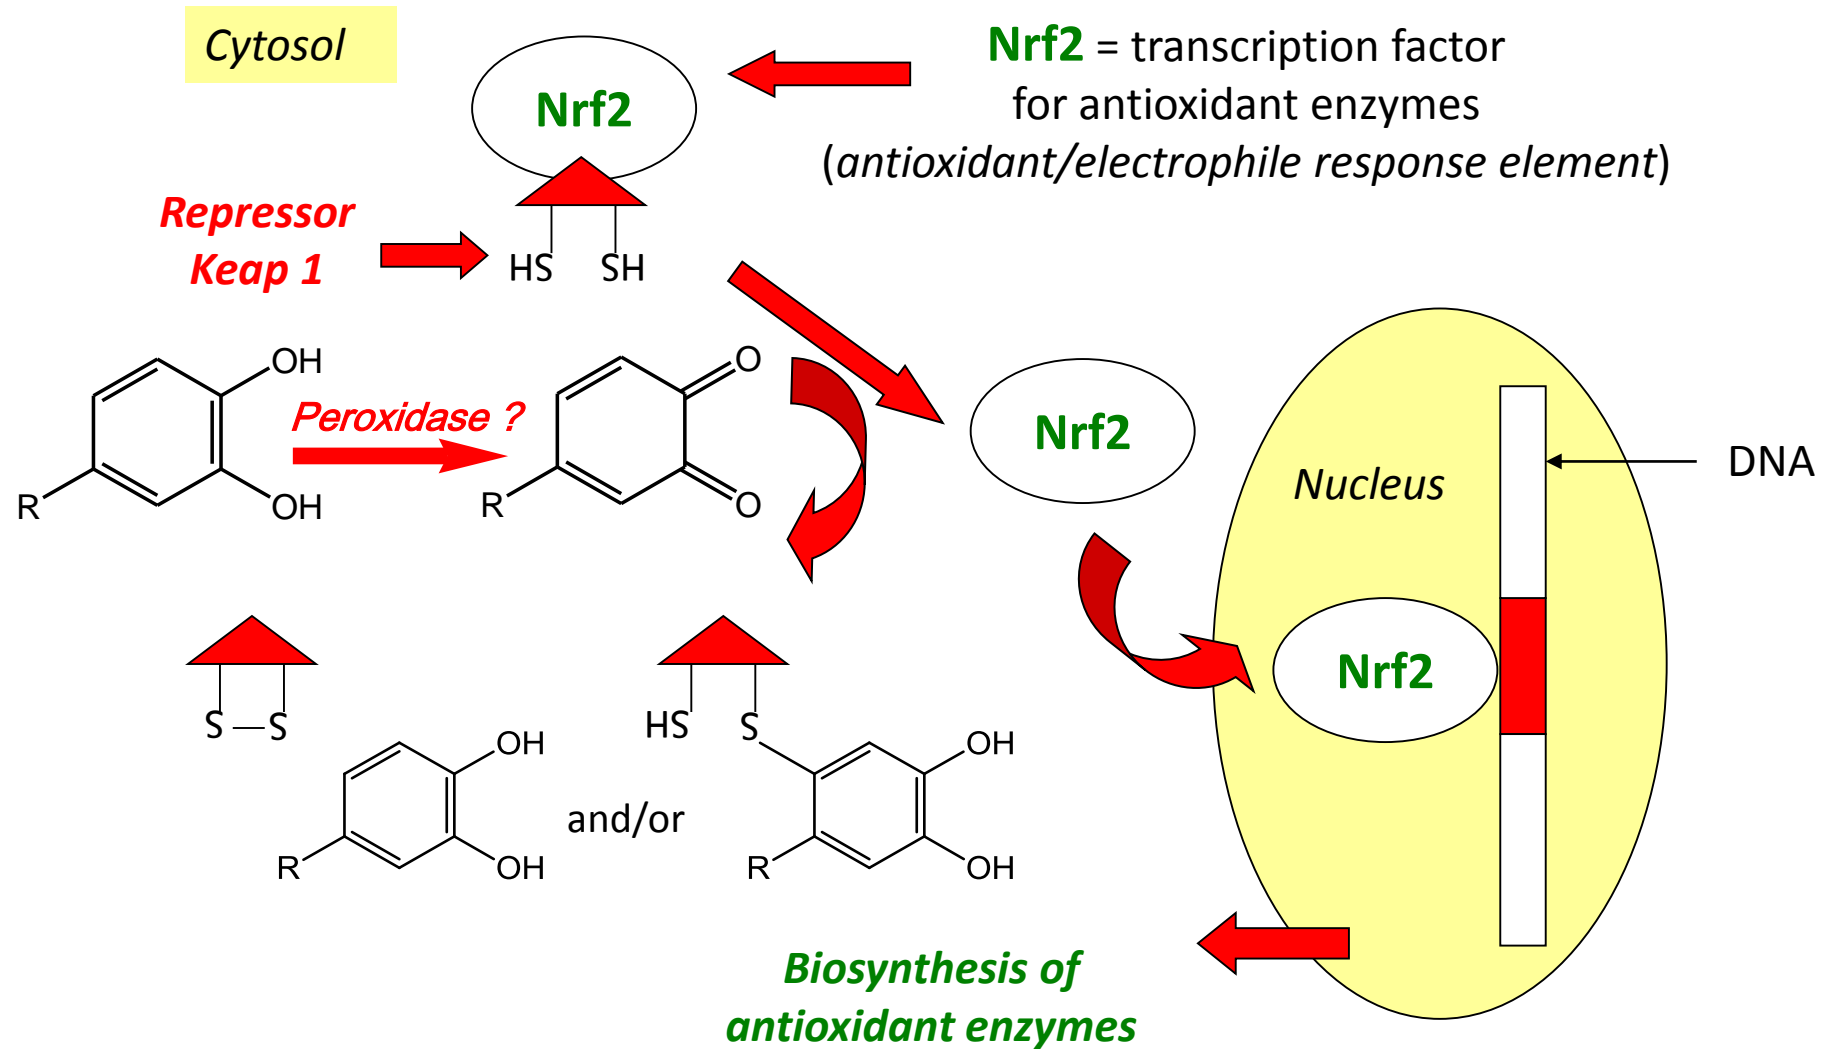 Cytosol
Nrf2
Nrf2 = transcription factor
for antioxidant enzymes
(antioxidant/electrophile response element)
Repressor
Keap 1
HS SH
OH
OH
R
Peroxidase ?
O
O
R
Nrf2
Nucleus
DNA
Nrf2
S S
OH
OH
R
and/or
HS S
OH
OH
R
Biosynthesis of
antioxidant enzymes